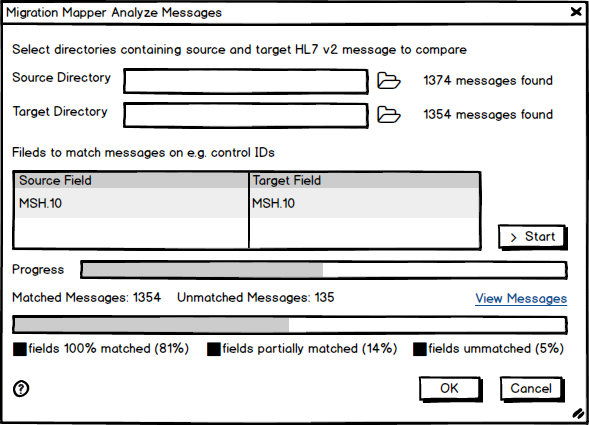 Migration Mapper Analyze Messages
Select directories containing source and target HL7 v2 message to compare
Source Directory 1374 messages found
Target Directory 1354 messages found
Fileds to match messages on e.g. control IDs
Source Field Target Field
MSH.10 MSH.10
> Start
Progress
Matched Messages: 1354 Unmatched Messages: 135 View Messages
fields 100% matched (81%) fields partially matched (14%) fields ummatched (5%)
? OK Cancel